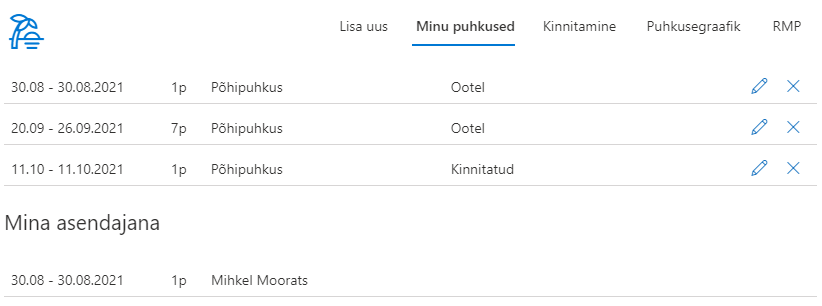 Lisa uus Minu puhkused Kinnitamine Puhkusegraafik RMP
30.08 - 30.08.2021 1p Põhipuhkus Ootel
20.09 - 26.09.2021 7p Põhipuhkus Ootel
11.10 - 11.10.2021 1p Põhipuhkus Kinnitatud
Mina asendajana
30.08 - 30.08.2021 1p Mihkel Moorats